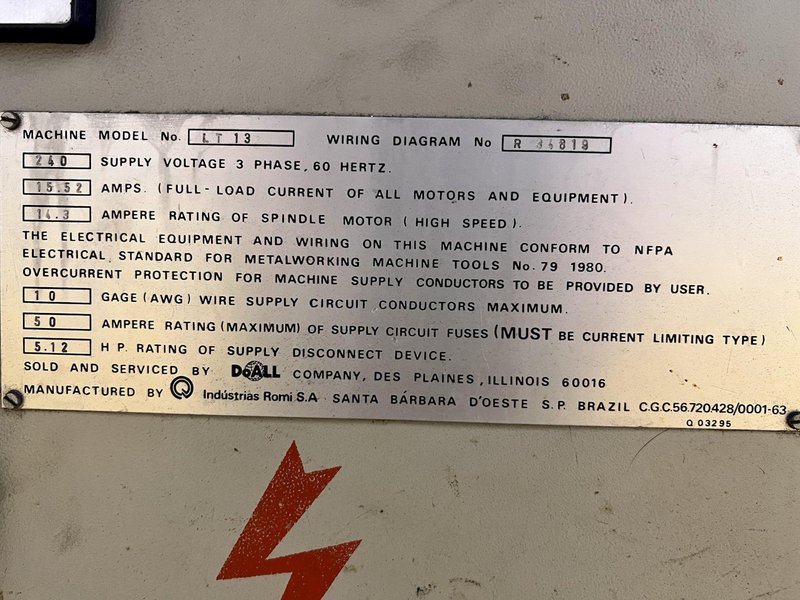 MACHINE MODEL No. LT 13 WIRING DIAGRAM No R 34819
240 SUPPLY VOLTAGE 3 PHASE, 60 HERTZ.
15.52 AMPS. (FULL-LOAD CURRENT OF ALL MOTORS AND EQUIPMENT).
14.3 AMPERE RATING OF SPINDLE MOTOR (HIGH SPEED).
THE ELECTRICAL EQUIPMENT AND WIRING ON THIS MACHINE CONFORM TO NFPA
ELECTRICAL STANDARD FOR METALWORKING MACHINE TOOLS No. 79 1980.
OVERCURRENT PROTECTION FOR MACHINE SUPPLY CONDUCTORS TO BE PROVIDED BY USER.
10 GAGE (AWG) WIRE SUPPLY CIRCUIT CONDUCTORS MAXIMUM.
50 AMPERE RATING (MAXIMUM) OF SUPPLY CIRCUIT FUSES (MUST BE CURRENT LIMITING TYPE)
5.12 H P. RATING OF SUPPLY DISCONNECT DEVICE.
SOLD AND SERVICED BY DoALL COMPANY, DES PLAINES, ILLINOIS 60016
MANUFACTURED BY Indústrias Romi S.A SANTA BÁRBARA D'OESTE S.P. BRAZIL C.G.C.56.720.428/0001-63
Q 03295